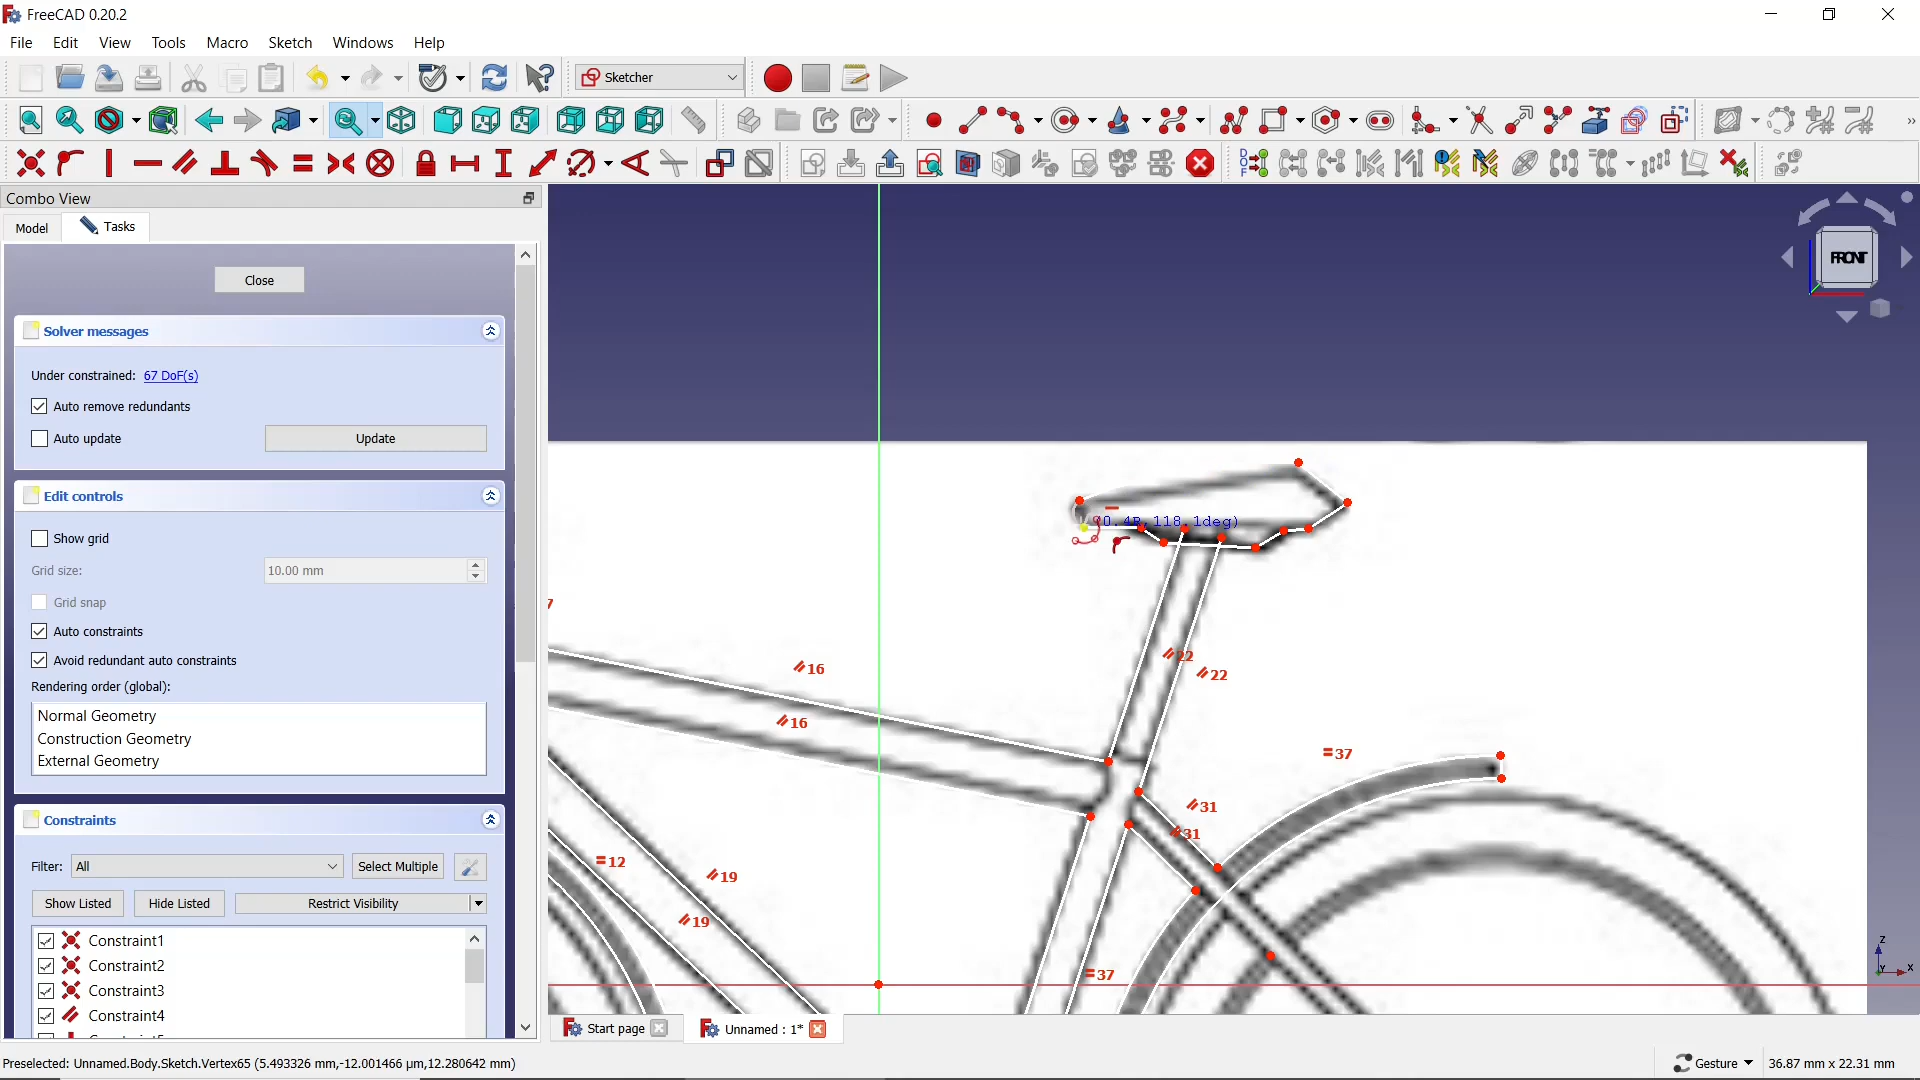 FreeCAD 0.20.2
File Edit View Tools Macro Sketch Windows Help
Sketcher
Combo View
Model Tasks
Close
Solver messages
Under constrained: 67 DoF(s)
Auto remove redundants
Auto update Update
Edit controls
Show grid
Grid size: 10.00 mm
Grid snap
Auto constraints
Avoid redundant auto constraints
Rendering order (global):
Normal Geometry
Construction Geometry
External Geometry
Constraints
Filter: All Select Multiple
Show Listed Hide Listed Restrict Visibility
Constraint1
Constraint2
Constraint3
Constraint4
FRONT
22
22
16
16
37
31
31
12
19
19
37
Z
X
Y
Start page Unnamed : 1*
Preselected: Unnamed.Body.Sketch.Vertex65 (5.493326 mm,-12.001466 µm,12.280642 mm)
Gesture 36.87 mm x 22.31 mm